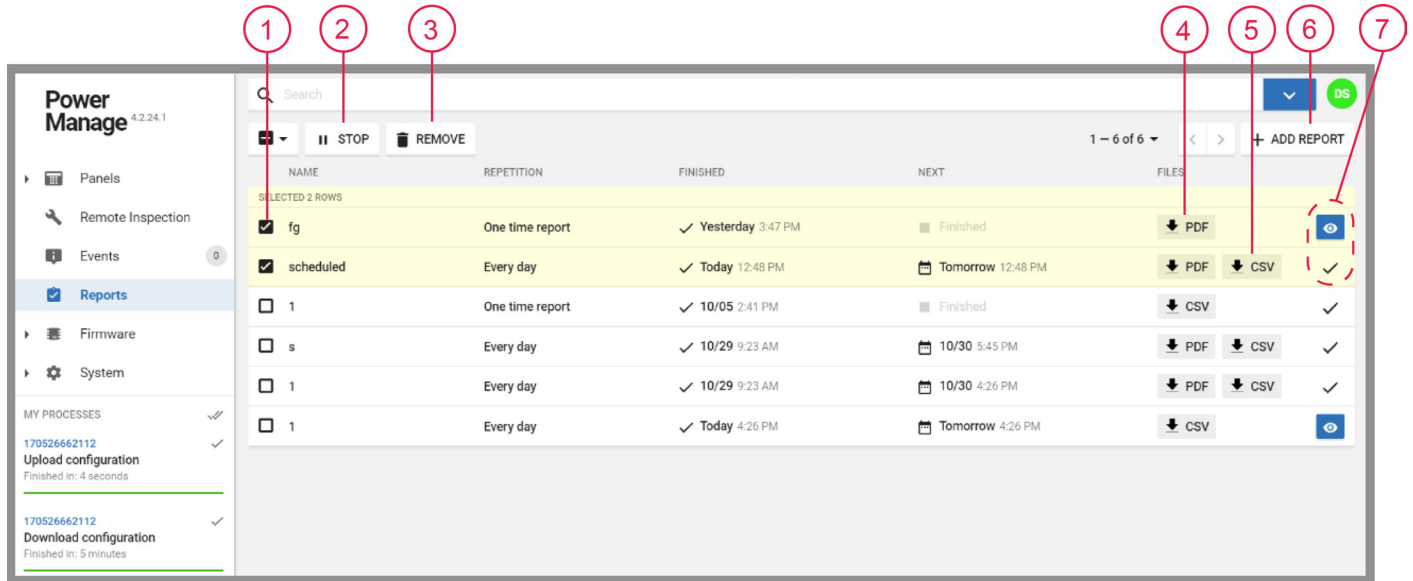 1 2 3 4 5 6 7
Power
Manage 4.2.24.1
Search
DS
STOP REMOVE 1 – 6 of 6 + ADD REPORT
NAME REPETITION FINISHED NEXT FILES
SELECTED 2 ROWS
fg One time report Yesterday 3:47 PM Finished PDF
scheduled Every day Today 12:48 PM Tomorrow 12:48 PM PDF CSV
1 One time report 10/05 2:41 PM Finished CSV
s Every day 10/29 9:23 AM 10/30 5:45 PM PDF CSV
1 Every day 10/29 9:23 AM 10/30 4:26 PM PDF CSV
1 Every day Today 4:26 PM Tomorrow 4:26 PM CSV
Panels
Remote Inspection
Events 0
Reports
Firmware
System
MY PROCESSES
170526662112
Upload configuration
Finished in: 4 seconds
170526662112
Download configuration
Finished in: 5 minutes